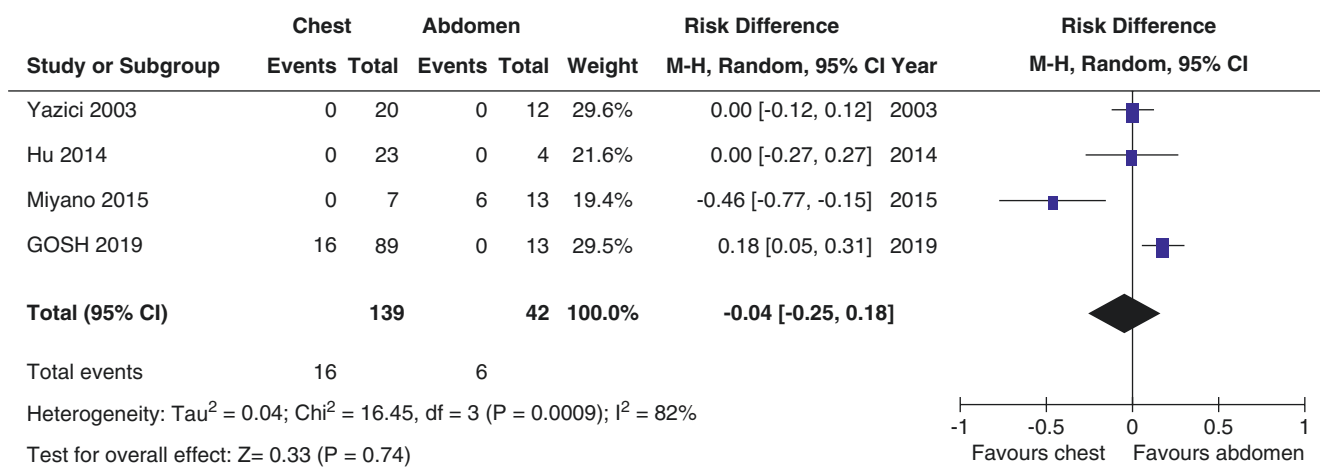 Chest Abdomen Risk Difference Risk Difference
Study or Subgroup Events Total Events Total Weight M-H, Random, 95% CI Year M-H, Random, 95% CI
Yazici 2003 0 20 0 12 29.6% 0.00 [-0.12, 0.12] 2003
Hu 2014 0 23 0 4 21.6% 0.00 [-0.27, 0.27] 2014
Miyano 2015 0 7 6 13 19.4% -0.46 [-0.77, -0.15] 2015
GOSH 2019 16 89 0 13 29.5% 0.18 [0.05, 0.31] 2019
Total (95% CI) 139 42 100.0% -0.04 [-0.25, 0.18]
Total events 16 6
Heterogeneity: Tau² = 0.04; Chi² = 16.45, df = 3 (P = 0.0009); I² = 82%
Test for overall effect: Z= 0.33 (P = 0.74)
-1 -0.5 0 0.5 1
Favours chest Favours abdomen